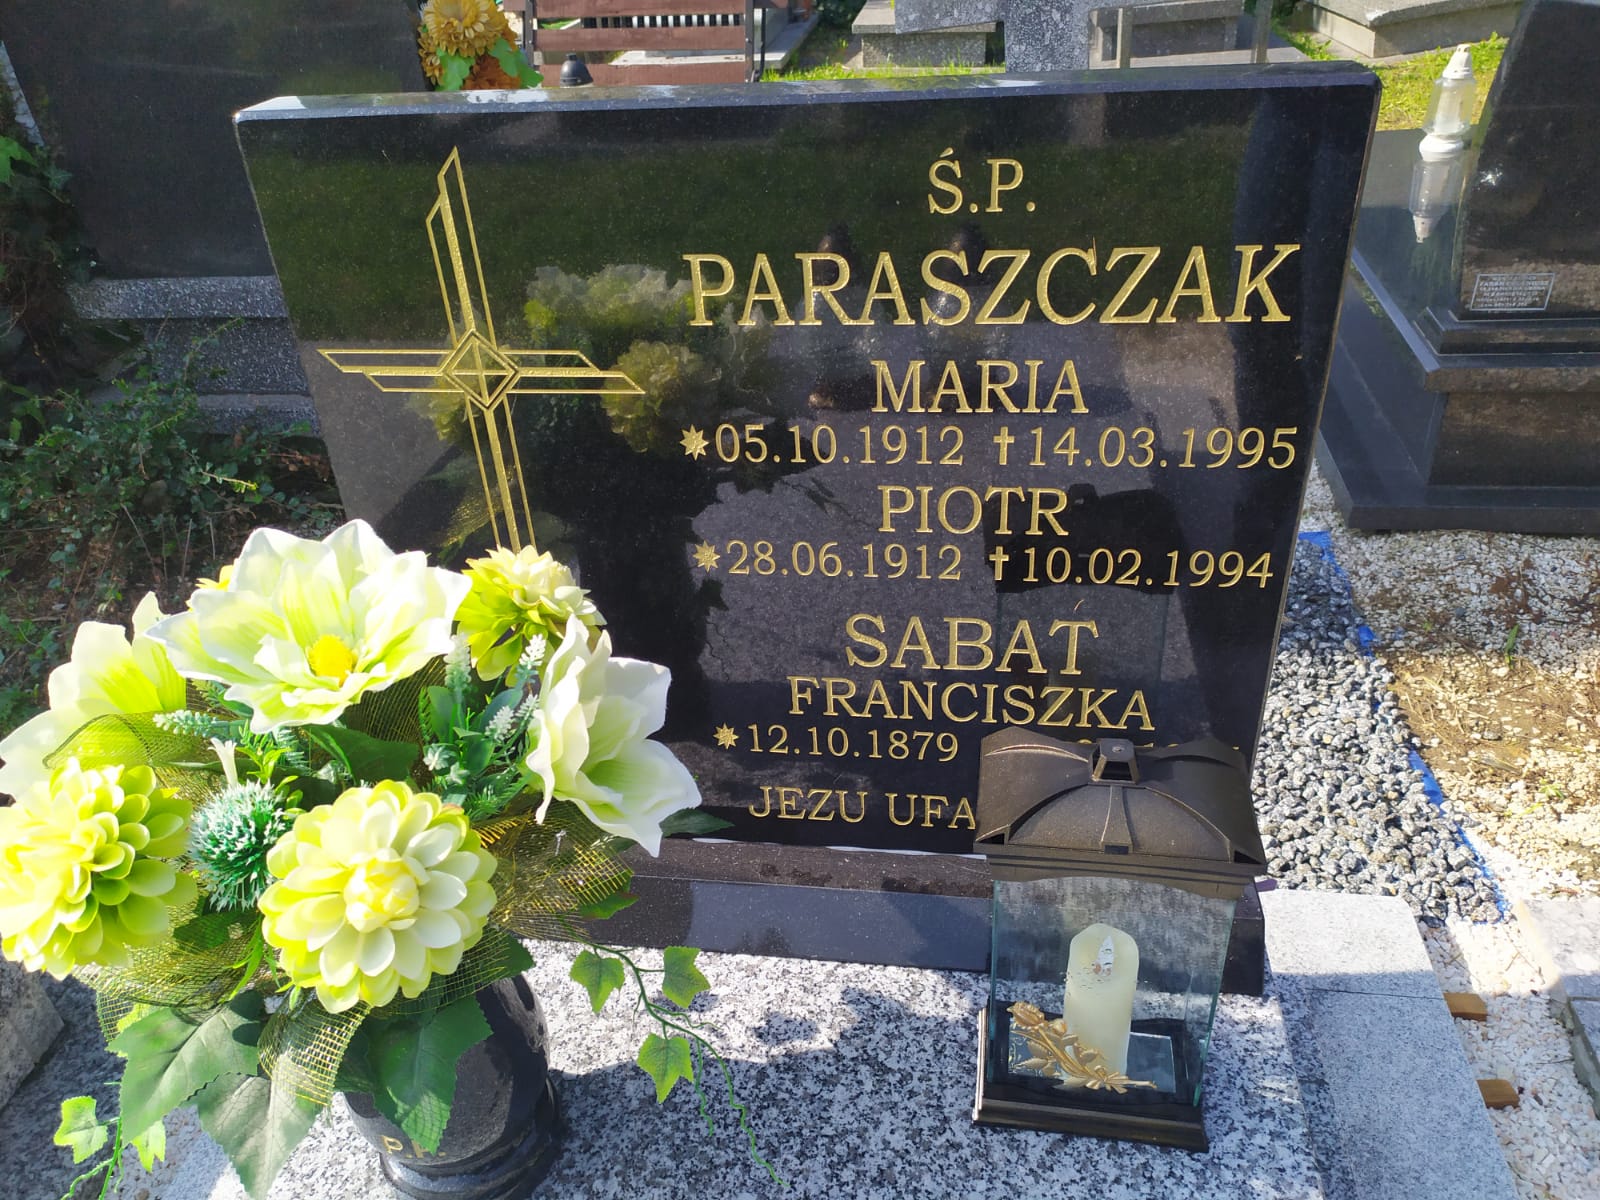 Ś.P.
PARASZCZAK
MARIA
*05.10.1912 †14.03.1995
PIOTR
*28.06.1912 †10.02.1994
SABAT
FRANCISZKA
*12.10.1879
JEZU UFA
P.